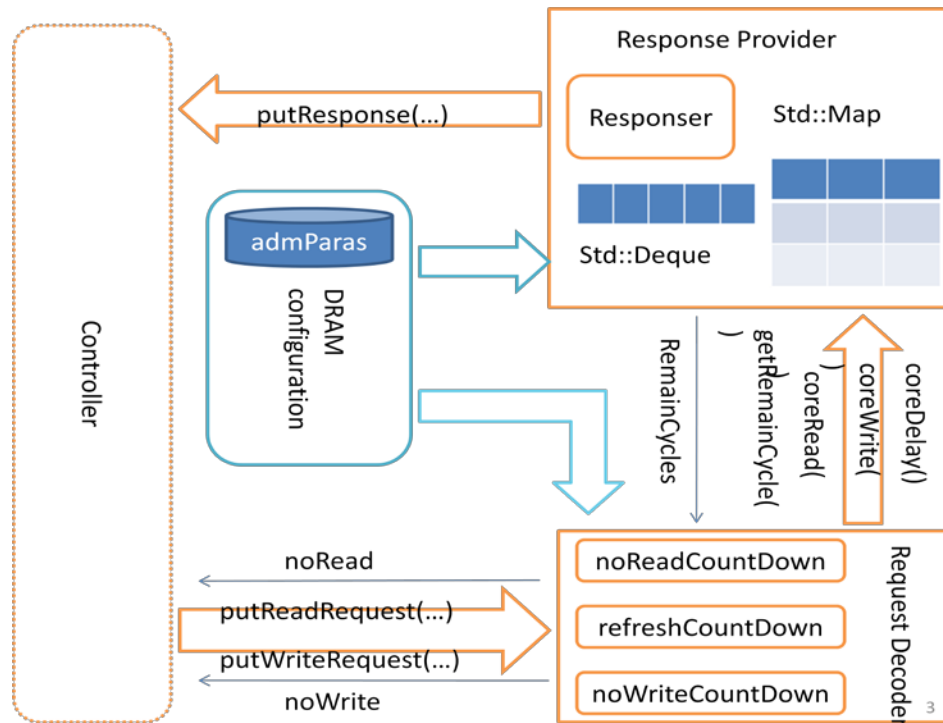 Response Provider
putResponse(...)
Responser
Std::Map
admParas
Std::Deque
DRAM
configuration
Controller
RemainCycles
getRemainCycle(
)
coreRead(
)
coreWrite(
)
coreDelay()
noRead
putReadRequest(...)
putWriteRequest(...)
noWrite
noReadCountDown
refreshCountDown
noWriteCountDown
Request Decoder
3